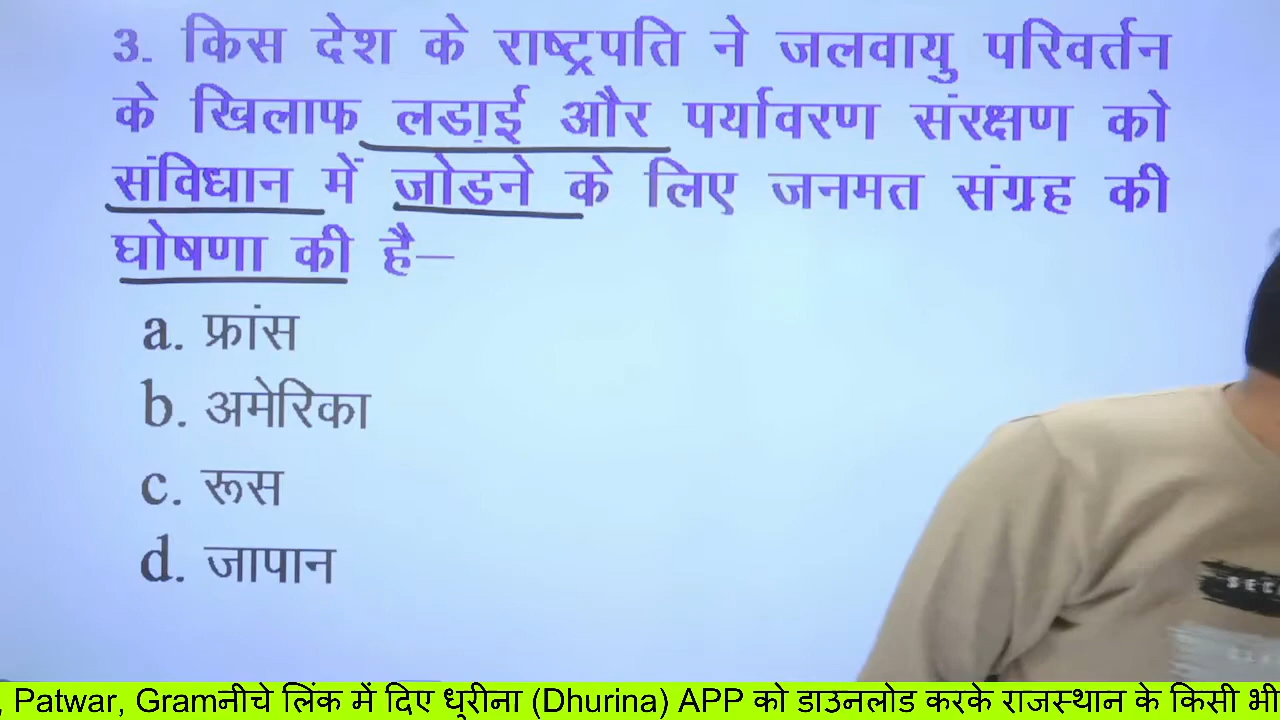 3. किस देश के राष्ट्रपति ने जलवायु परिवर्तन
के खिलाफ लडाई और पर्यावरण संरक्षण को
संविधान में जोडने के लिए जनमत संग्रह की
घोषणा की है–
a. फ्रांस
b. अमेरिका
c. रूस
d. जापान
, Patwar, Gramनीचे लिंक में दिए धुरीना (Dhurina) APP को डाउनलोड करके राजस्थान के किसी भी